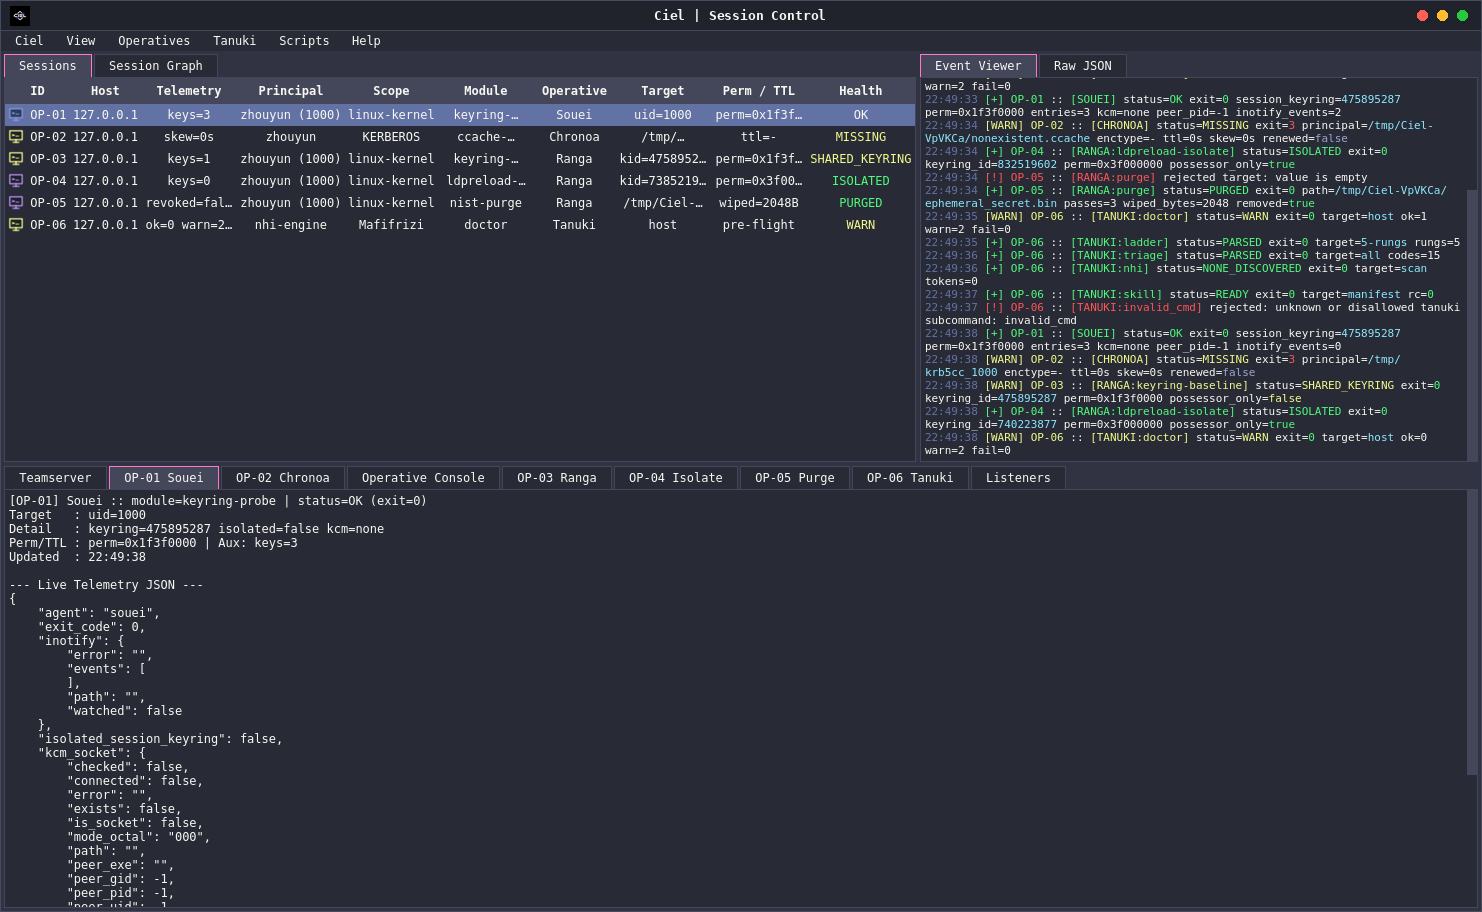 Ciel | Session Control
Ciel View Operatives Tanuki Scripts Help
Sessions Session Graph
ID Host Telemetry Principal Scope Module Operative Target Perm / TTL Health
OP-01 127.0.0.1 keys=3 zhouyun (1000) linux-kernel keyring-… Souei uid=1000 perm=0x1f3f… OK
OP-02 127.0.0.1 skew=0s zhouyun KERBEROS ccache-… Chronoa /tmp/… ttl=- MISSING
OP-03 127.0.0.1 keys=1 zhouyun (1000) linux-kernel keyring-… Ranga kid=4758952… perm=0x1f3f… SHARED_KEYRING
OP-04 127.0.0.1 keys=0 zhouyun (1000) linux-kernel ldpreload-… Ranga kid=7385219… perm=0x3f00… ISOLATED
OP-05 127.0.0.1 revoked=fal… zhouyun (1000) linux-kernel nist-purge Ranga /tmp/Ciel-… wiped=2048B PURGED
OP-06 127.0.0.1 ok=0 warn=2… nhi-engine Mafifrizi doctor Tanuki host pre-flight WARN
Event Viewer Raw JSON
warn=2 fail=0
22:49:33 [+] OP-01 :: [SOUEI] status=OK exit=0 session_keyring=475895287
perm=0x1f3f0000 entries=3 kcm=none peer_pid=-1 inotify_events=2
22:49:34 [WARN] OP-02 :: [CHRONOA] status=MISSING exit=3 principal=/tmp/Ciel-
VpVKCa/nonexistent.ccache enctype=- ttl=0s skew=0s renewed=false
22:49:34 [+] OP-04 :: [RANGA:ldpreload-isolate] status=ISOLATED exit=0
keyring_id=832519602 perm=0x3f000000 possessor_only=true
22:49:34 [!] OP-05 :: [RANGA:purge] rejected target: value is empty
22:49:34 [+] OP-05 :: [RANGA:purge] status=PURGED exit=0 path=/tmp/Ciel-VpVKCa/
ephemeral_secret.bin passes=3 wiped_bytes=2048 removed=true
22:49:35 [WARN] OP-06 :: [TANUKI:doctor] status=WARN exit=0 target=host ok=1
warn=2 fail=0
22:49:35 [+] OP-06 :: [TANUKI:ladder] status=PARSED exit=0 target=5-rungs rungs=5
22:49:36 [+] OP-06 :: [TANUKI:triage] status=PARSED exit=0 target=all codes=15
22:49:36 [+] OP-06 :: [TANUKI:nhi] status=NONE_DISCOVERED exit=0 target=scan
tokens=0
22:49:37 [+] OP-06 :: [TANUKI:skill] status=READY exit=0 target=manifest rc=0
22:49:37 [!] OP-06 :: [TANUKI:invalid_cmd] rejected: unknown or disallowed tanuki
subcommand: invalid_cmd
22:49:38 [+] OP-01 :: [SOUEI] status=OK exit=0 session_keyring=475895287
perm=0x1f3f0000 entries=3 kcm=none peer_pid=-1 inotify_events=0
22:49:38 [WARN] OP-02 :: [CHRONOA] status=MISSING exit=3 principal=/tmp/
krb5cc_1000 enctype=- ttl=0s skew=0s renewed=false
22:49:38 [WARN] OP-03 :: [RANGA:keyring-baseline] status=SHARED_KEYRING exit=0
keyring_id=475895287 perm=0x1f3f0000 possessor_only=false
22:49:38 [+] OP-04 :: [RANGA:ldpreload-isolate] status=ISOLATED exit=0
keyring_id=740223877 perm=0x3f000000 possessor_only=true
22:49:38 [WARN] OP-06 :: [TANUKI:doctor] status=WARN exit=0 target=host ok=0
warn=2 fail=0
Teamserver OP-01 Souei OP-02 Chronoa Operative Console OP-03 Ranga OP-04 Isolate OP-05 Purge OP-06 Tanuki Listeners
[OP-01] Souei :: module=keyring-probe | status=OK (exit=0)
Target   : uid=1000
Detail   : keyring=475895287 isolated=false kcm=none
Perm/TTL : perm=0x1f3f0000 | Aux: keys=3
Updated  : 22:49:38
--- Live Telemetry JSON ---
{
    "agent": "souei",
    "exit_code": 0,
    "inotify": {
        "error": "",
        "events": [
        ],
        "path": "",
        "watched": false
    },
    "isolated_session_keyring": false,
    "kcm_socket": {
        "checked": false,
        "connected": false,
        "error": "",
        "exists": false,
        "is_socket": false,
        "mode_octal": "000",
        "path": "",
        "peer_exe": "",
        "peer_gid": -1,
        "peer_pid": -1,
        "peer_uid": -1